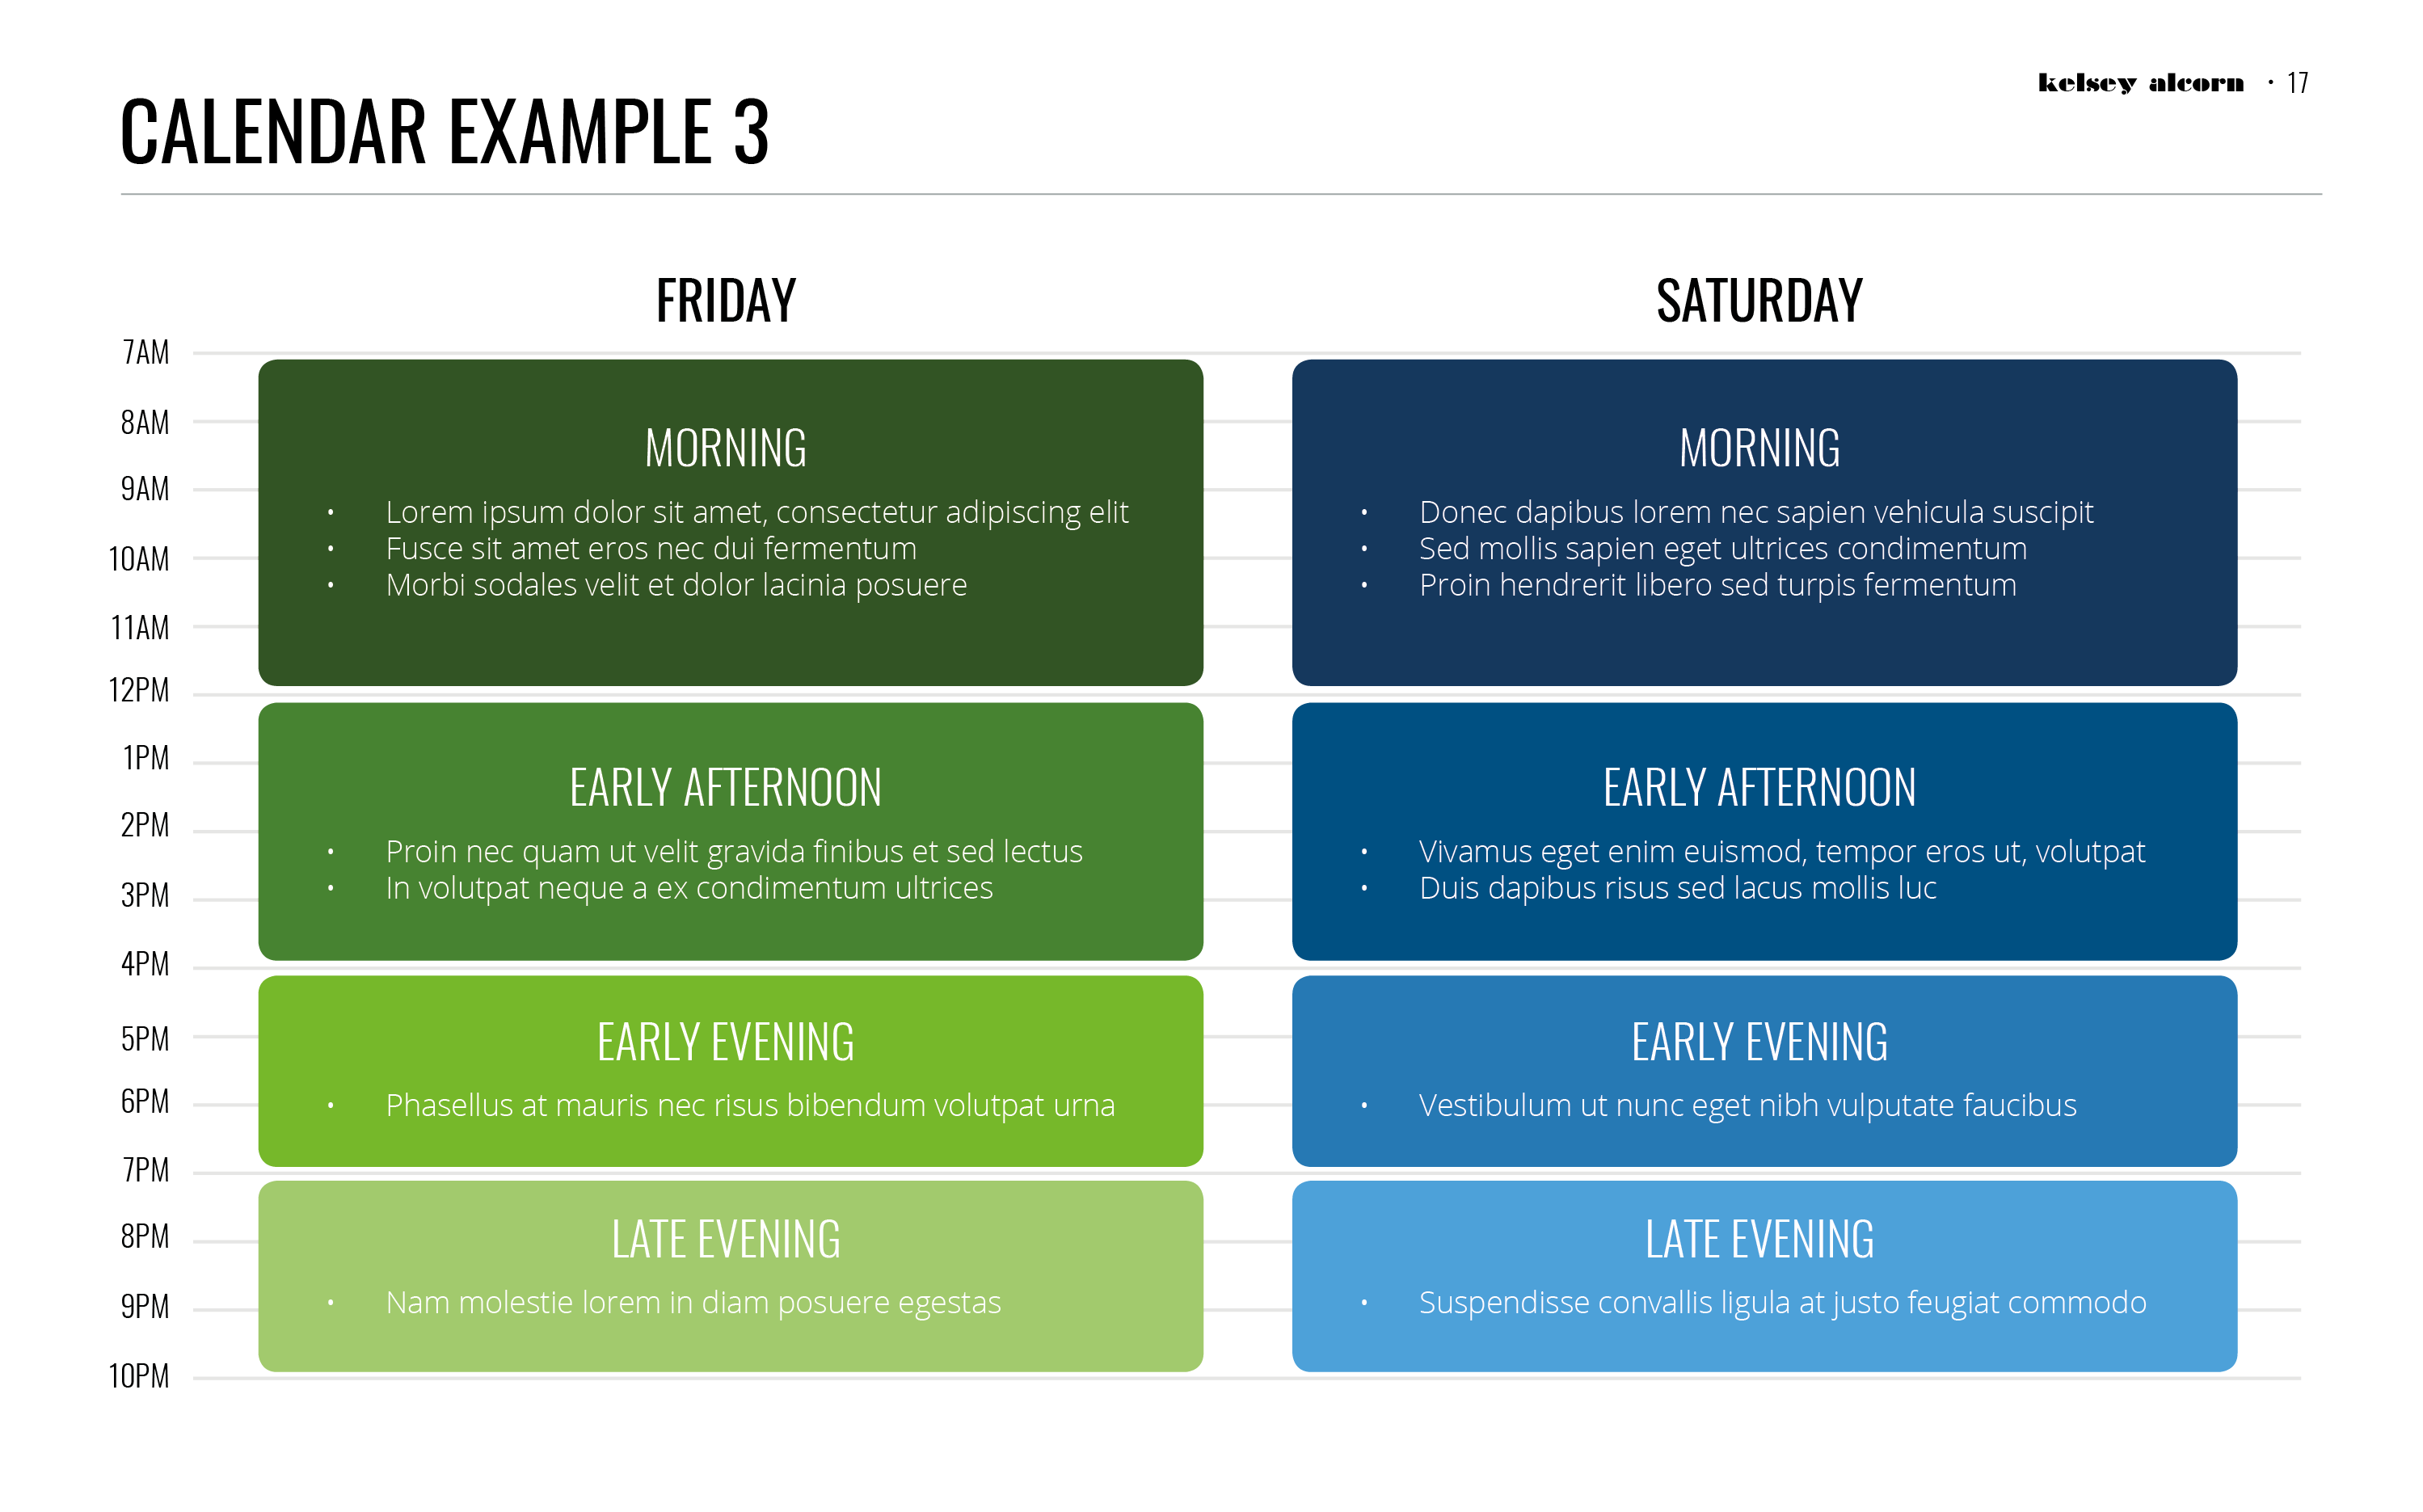 kelsey alcorn • 17
CALENDAR EXAMPLE 3
FRIDAY
SATURDAY
7AM
8AM
9AM
10AM
11AM
12PM
1PM
2PM
3PM
4PM
5PM
6PM
7PM
8PM
9PM
10PM
MORNING
• Lorem ipsum dolor sit amet, consectetur adipiscing elit
• Fusce sit amet eros nec dui fermentum
• Morbi sodales velit et dolor lacinia posuere
EARLY AFTERNOON
• Proin nec quam ut velit gravida finibus et sed lectus
• In volutpat neque a ex condimentum ultrices
EARLY EVENING
• Phasellus at mauris nec risus bibendum volutpat urna
LATE EVENING
• Nam molestie lorem in diam posuere egestas
MORNING
• Donec dapibus lorem nec sapien vehicula suscipit
• Sed mollis sapien eget ultrices condimentum
• Proin hendrerit libero sed turpis fermentum
EARLY AFTERNOON
• Vivamus eget enim euismod, tempor eros ut, volutpat
• Duis dapibus risus sed lacus mollis luc
EARLY EVENING
• Vestibulum ut nunc eget nibh vulputate faucibus
LATE EVENING
• Suspendisse convallis ligula at justo feugiat commodo